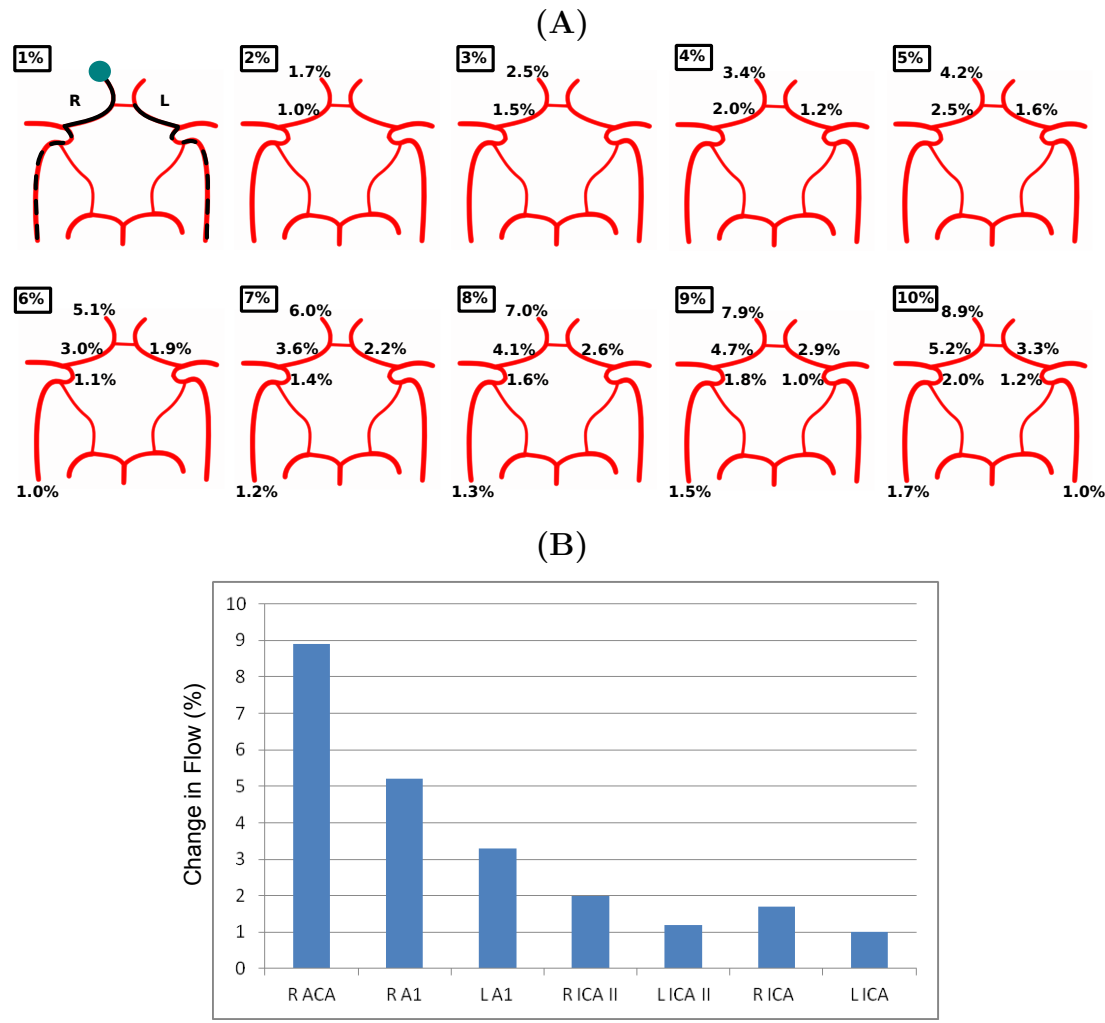 (A)
1% 2% 3% 4% 5%
R L
1.7% 2.5% 3.4% 4.2%
1.0% 1.5% 2.0% 1.2% 2.5% 1.6%
6% 7% 8% 9% 10%
5.1% 6.0% 7.0% 7.9% 8.9%
3.0% 1.9% 3.6% 2.2% 4.1% 2.6% 4.7% 2.9% 5.2% 3.3%
1.1% 1.4% 1.6% 1.8% 1.0% 2.0% 1.2%
1.0% 1.2% 1.3% 1.5% 1.7% 1.0%
(B)
Change in Flow (%)
10
9
8
7
6
5
4
3
2
1
0
R ACA R A1 L A1 R ICA II L ICA II R ICA L ICA